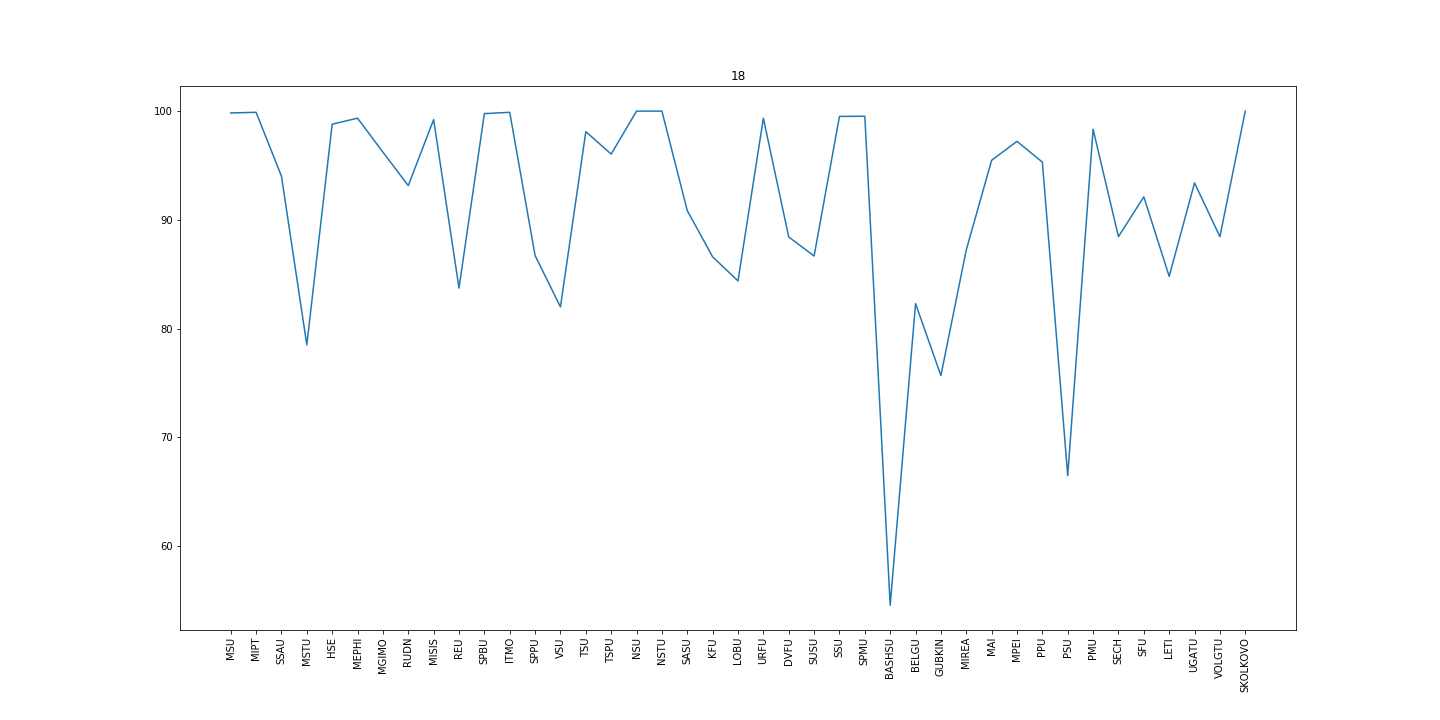 18
100
90
80
70
60
MSU
MIPT
SSAU
MSTU
HSE
MEPHI
MGIMO
RUDN
MISIS
REU
SPBU
ITMO
SPPU
VSU
TSU
TSPU
NSU
NSTU
SASU
KFU
LOBU
URFU
DVFU
SUSU
SSU
SPMU
BASHSU
BELGU
GUBKIN
MIREA
MAI
MPEI
PPU
PSU
PMU
SECH
SFU
LETI
UGATU
VOLGTU
SKOLKOVO